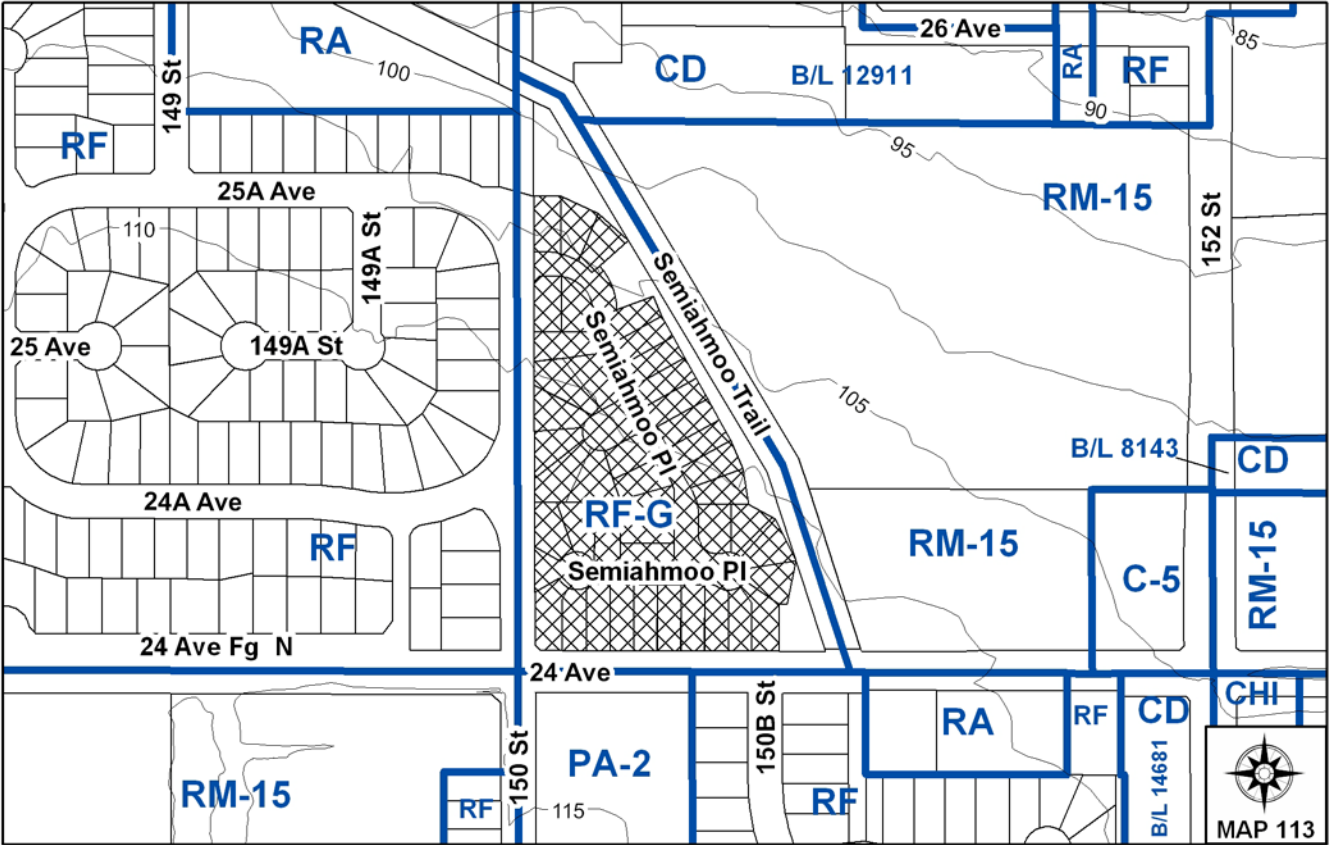 26 Ave
85
RA
CD
B/L 12911
RA
RF
149 St
100
90
RF
95
25A Ave
RM-15
110
149A St
152 St
Semiahmoo Trail
25 Ave
149A St
Semiahmoo Pl
105
B/L 8143
CD
24A Ave
RF-G
RF
RM-15
C-5
RM-15
Semiahmoo Pl
24 Ave Fg N
24 Ave
150B St
CHI
RA
RF
CD
150 St
PA-2
RM-15
RF
115
RF
B/L 14681
MAP 113